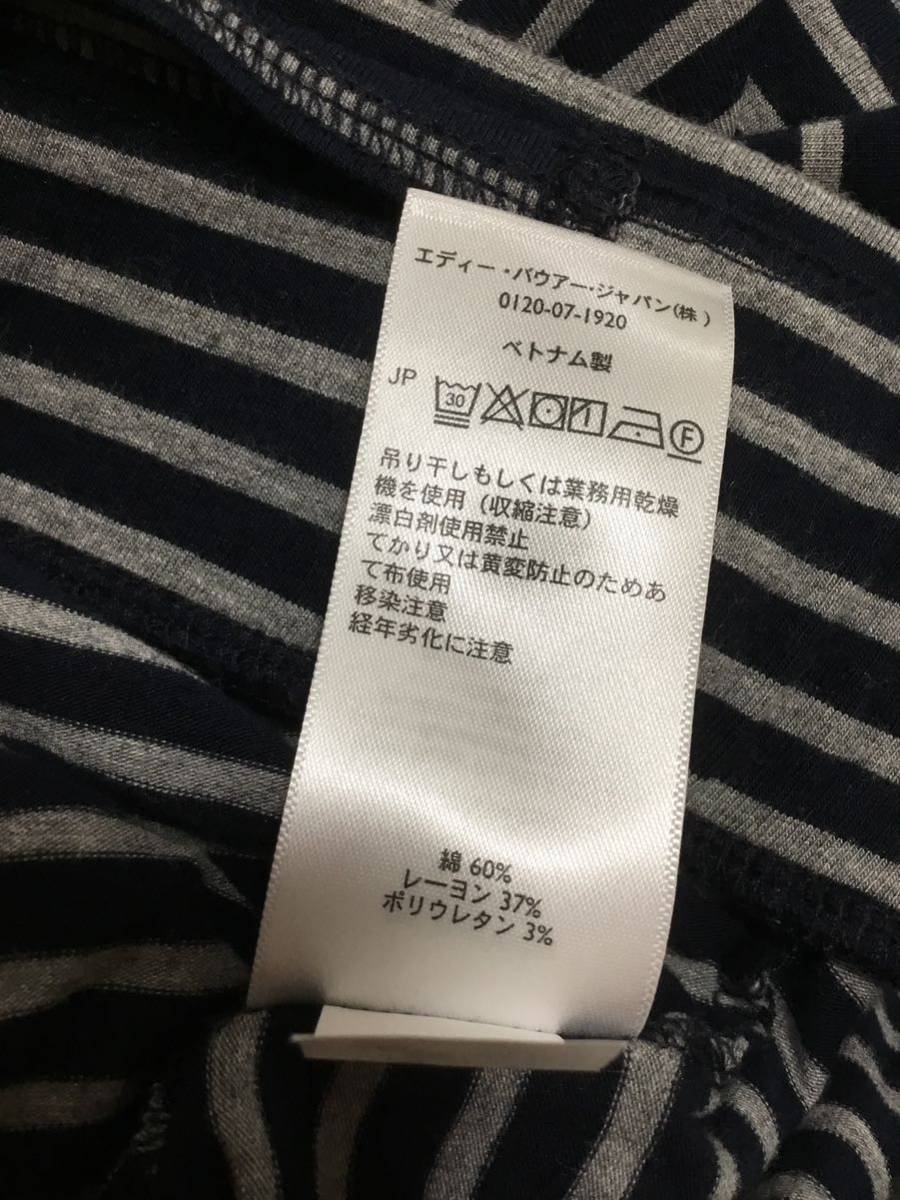 エディー・バウアー・ジャパン(株)
0120-07-1920
ベトナム製
JP 30 F
吊り干しもしくは業務用乾燥
機を使用 (収縮注意)
漂白剤使用禁止
てかり又は黄変防止のためあ
て布使用
移染注意
経年劣化に注意
綿 60%
レーヨン 37%
ポリウレタン 3%